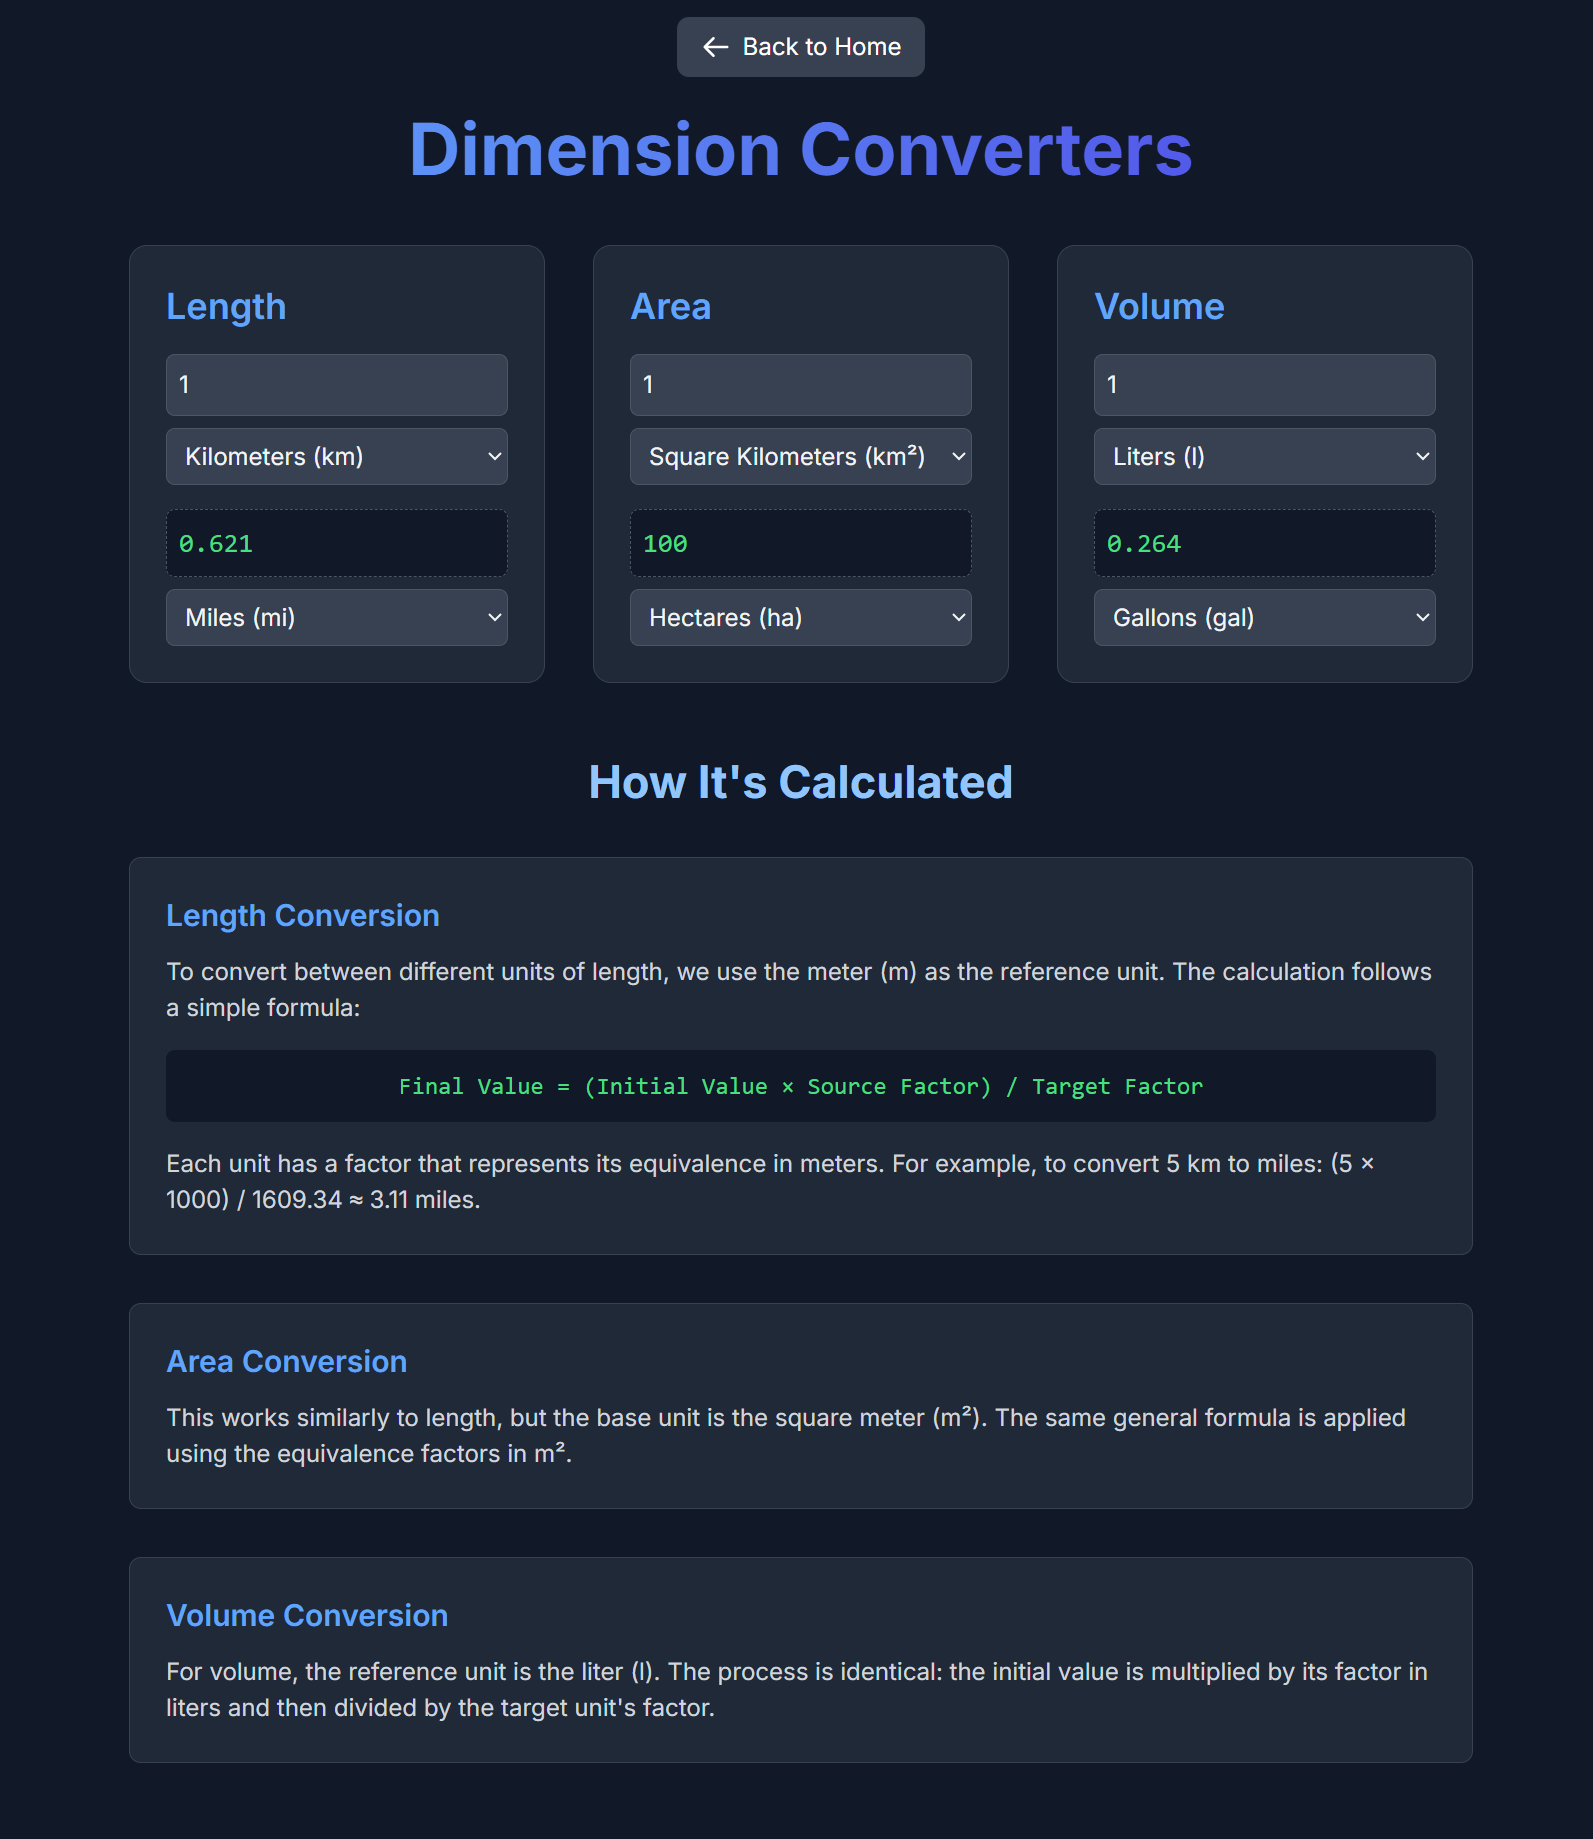 Back to Home
Dimension Converters
Length
1
Kilometers (km)
0.621
Miles (mi)
Area
1
Square Kilometers (km²)
100
Hectares (ha)
Volume
1
Liters (l)
0.264
Gallons (gal)
How It's Calculated
Length Conversion
To convert between different units of length, we use the meter (m) as the reference unit. The calculation follows
a simple formula:
Final Value = (Initial Value × Source Factor) / Target Factor
Each unit has a factor that represents its equivalence in meters. For example, to convert 5 km to miles: (5 ×
1000) / 1609.34 ≈ 3.11 miles.
Area Conversion
This works similarly to length, but the base unit is the square meter (m²). The same general formula is applied
using the equivalence factors in m².
Volume Conversion
For volume, the reference unit is the liter (l). The process is identical: the initial value is multiplied by its factor in
liters and then divided by the target unit's factor.